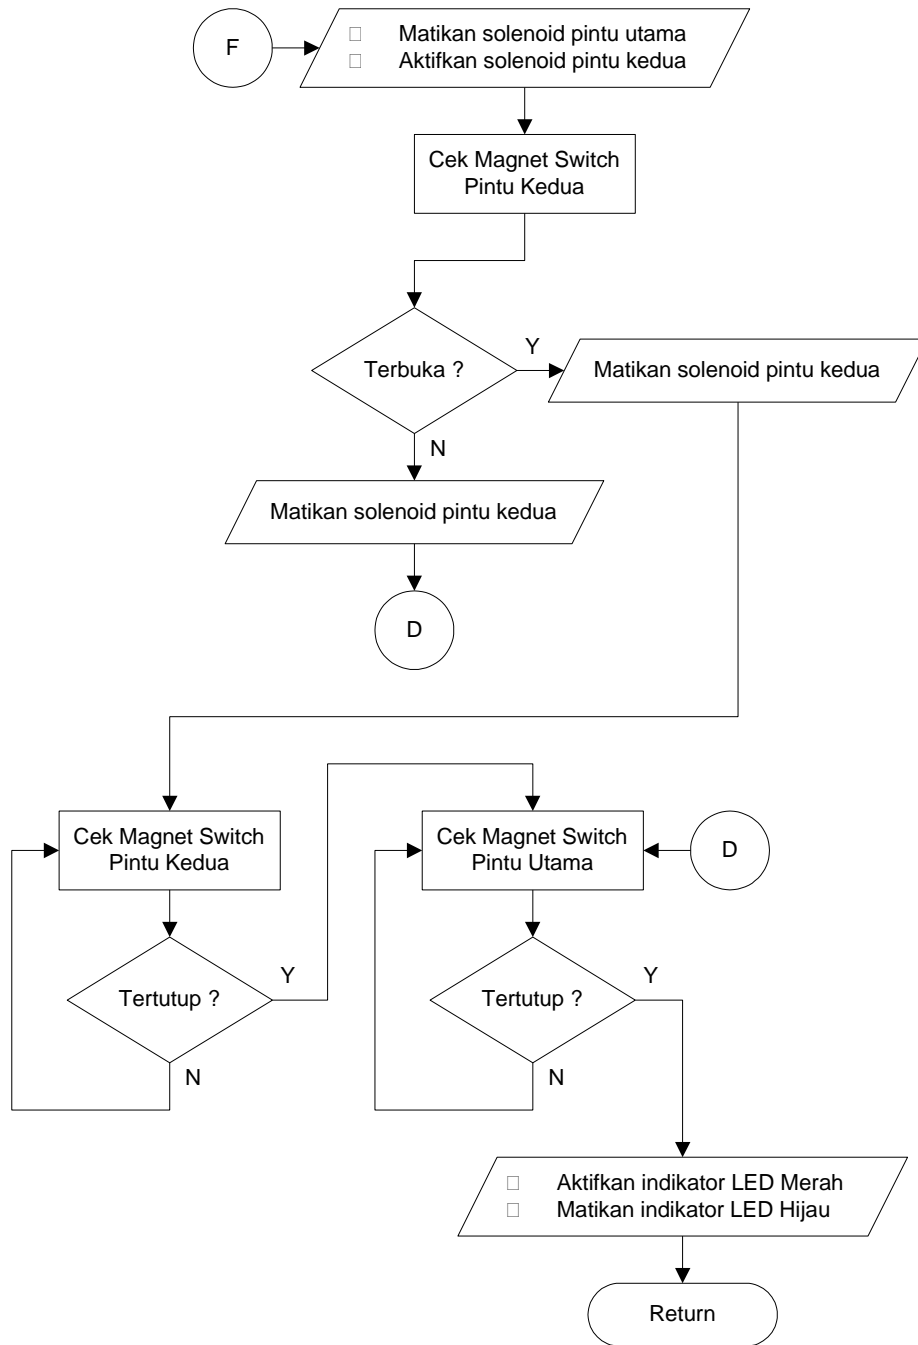 F
Matikan solenoid pintu utama
Aktifkan solenoid pintu kedua
Cek Magnet Switch
Pintu Kedua
Terbuka ?
Y
Matikan solenoid pintu kedua
N
Matikan solenoid pintu kedua
D
Cek Magnet Switch
Pintu Kedua
Cek Magnet Switch
Pintu Utama
D
Tertutup ?
Y
N
Tertutup ?
Y
N
Aktifkan indikator LED Merah
Matikan indikator LED Hijau
Return